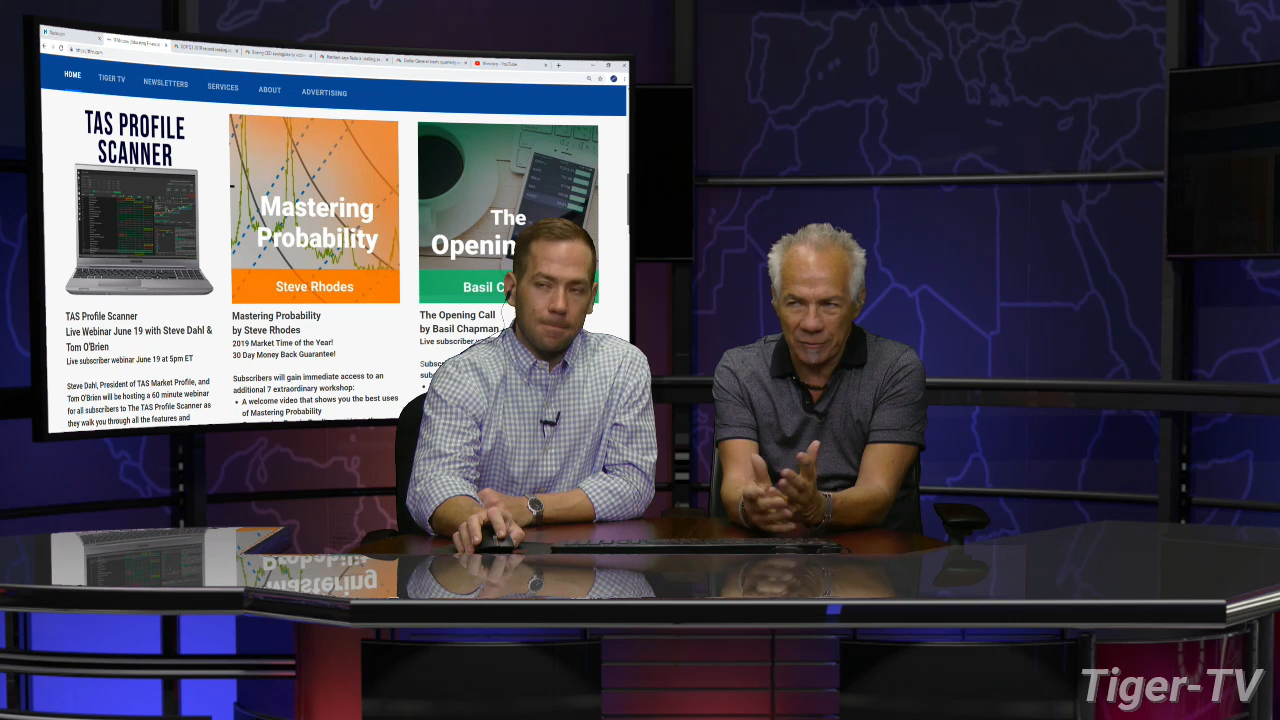 https://tfnn.com
HOME TIGER TV NEWSLETTERS SERVICES ABOUT ADVERTISING
TAS PROFILE
SCANNER
TAS Profile Scanner
Live Webinar June 19 with Steve Dahl &
Tom O'Brien
Live subscriber webinar June 19 at 5pm ET
Steve Dahl, President of TAS Market Profile, and
Tom O'Brien will be hosting a 60 minute webinar
for all subscribers to The TAS Profile Scanner as
they walk you through all the features and
Mastering
Probability
Steve Rhodes
Mastering Probability
by Steve Rhodes
2019 Market Time of the Year!
30 Day Money Back Guarantee!
Subscribers will gain immediate access to an
additional 7 extraordinary workshop:
• A welcome video that shows you the best uses
of Mastering Probability
The
Openin
Basil C
The Opening Call
by Basil Chapman
Live subscriber
Subsc
Tiger-TV